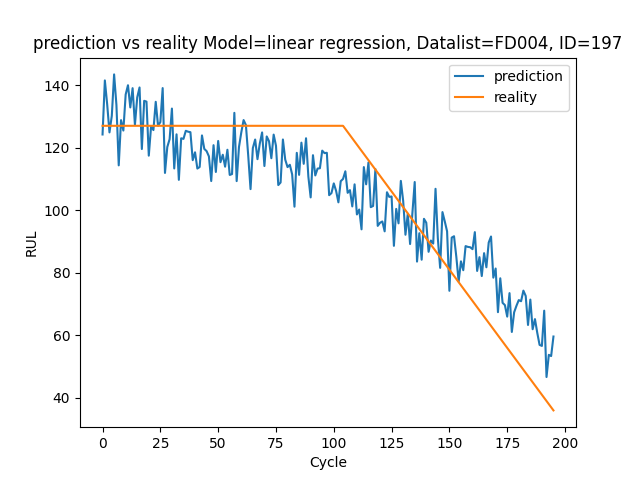 prediction vs reality Model=linear regression, Datalist=FD004, ID=197
prediction
reality
RUL
140
120
100
80
60
40
0 25 50 75 100 125 150 175 200
Cycle